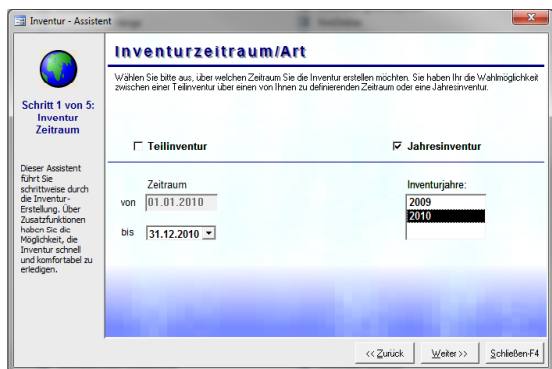 Inventur - Assistent
Inventurzeitraum/Art
Wählen Sie bitte aus, über welchen Zeitraum Sie die Inventur erstellen möchten. Sie haben Ihr die Wahlmöglichkeit
zwischen einer Teilinventur über einen von Ihnen zu definierenden Zeitraum oder eine Jahresinventur.
Schritt 1 von 5:
Inventur
Zeitraum
Teilinventur
Jahresinventur
Dieser Assistent
führt Sie
schrittweise durch
die Inventur-
Erstellung. Über
Zusatzfunktionen
haben Sie die
Möglichkeit, die
Inventur schnell
und komfortabel zu
erledigen.
Zeitraum
von 01.01.2010
bis 31.12.2010
Inventurjahre:
2009
2010
<< Zurück
Weiter >>
Schließen-F4